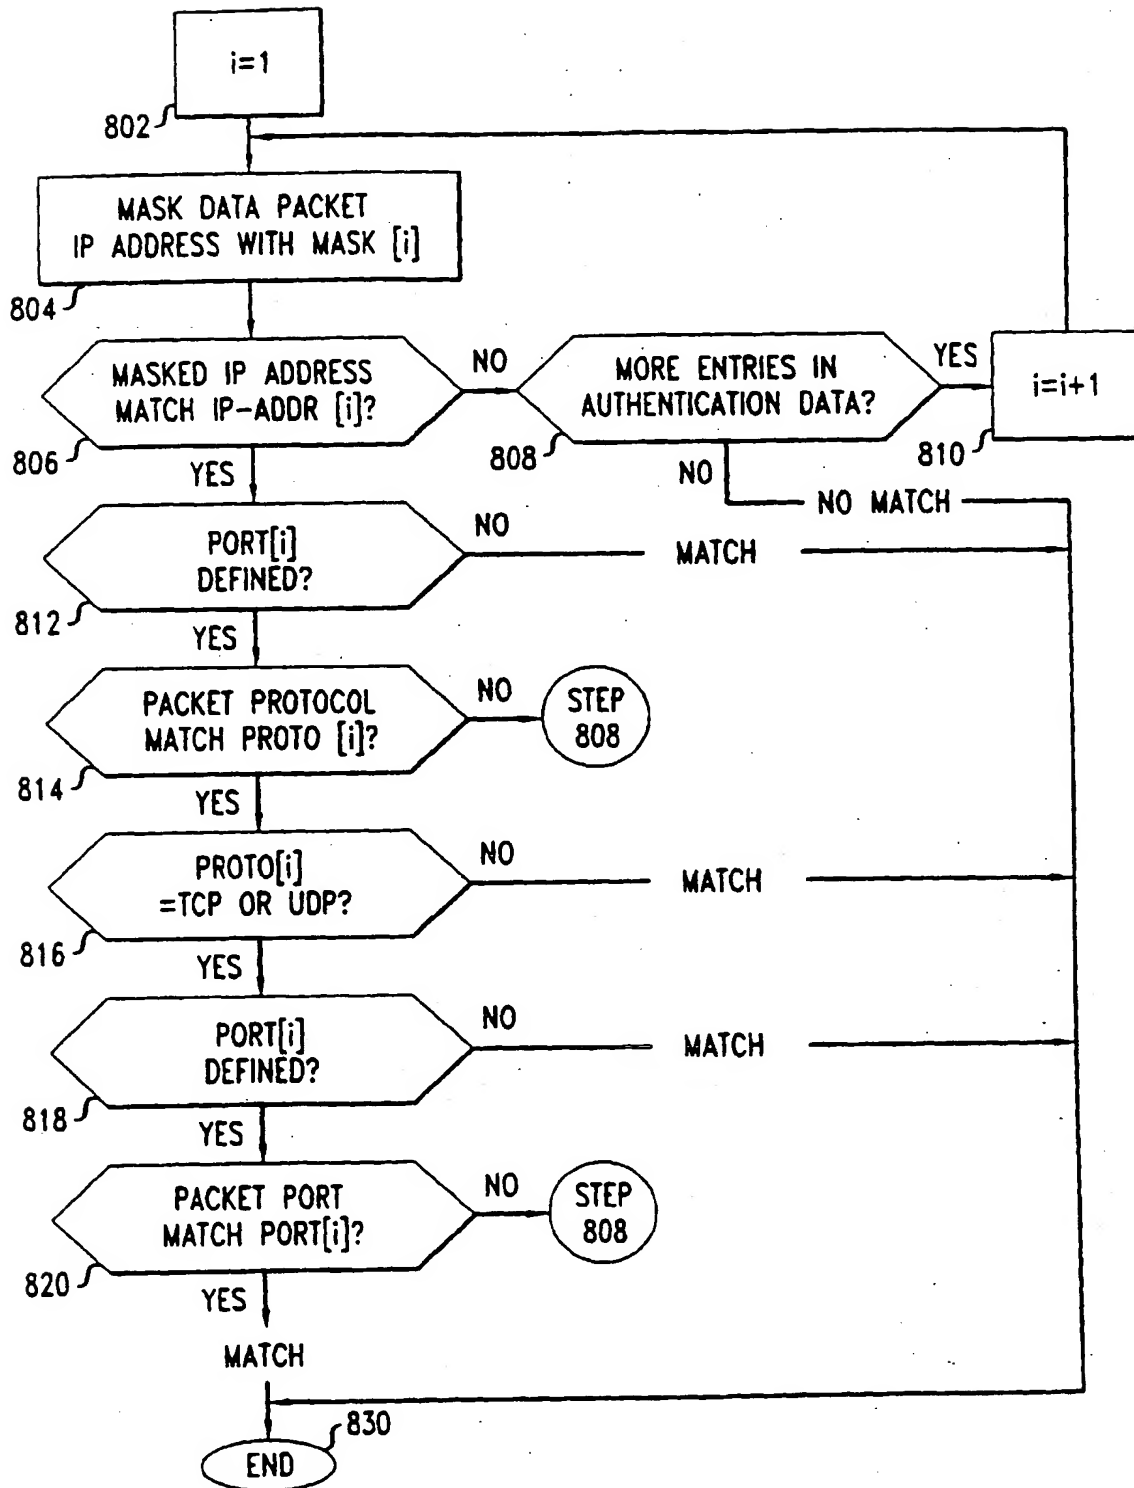 i=1
802
MASK DATA PACKET
IP ADDRESS WITH MASK [i]
804
MASKED IP ADDRESS
MATCH IP-ADDR [i]?
806
NO
MORE ENTRIES IN
AUTHENTICATION DATA?
808
YES
i=i+1
810
YES
NO
NO MATCH
PORT[i]
DEFINED?
812
NO
MATCH
YES
PACKET PROTOCOL
MATCH PROTO [i]?
814
NO
STEP
808
YES
PROTO[i]
=TCP OR UDP?
816
NO
MATCH
YES
PORT[i]
DEFINED?
818
NO
MATCH
YES
PACKET PORT
MATCH PORT[i]?
820
NO
STEP
808
YES
MATCH
830
END